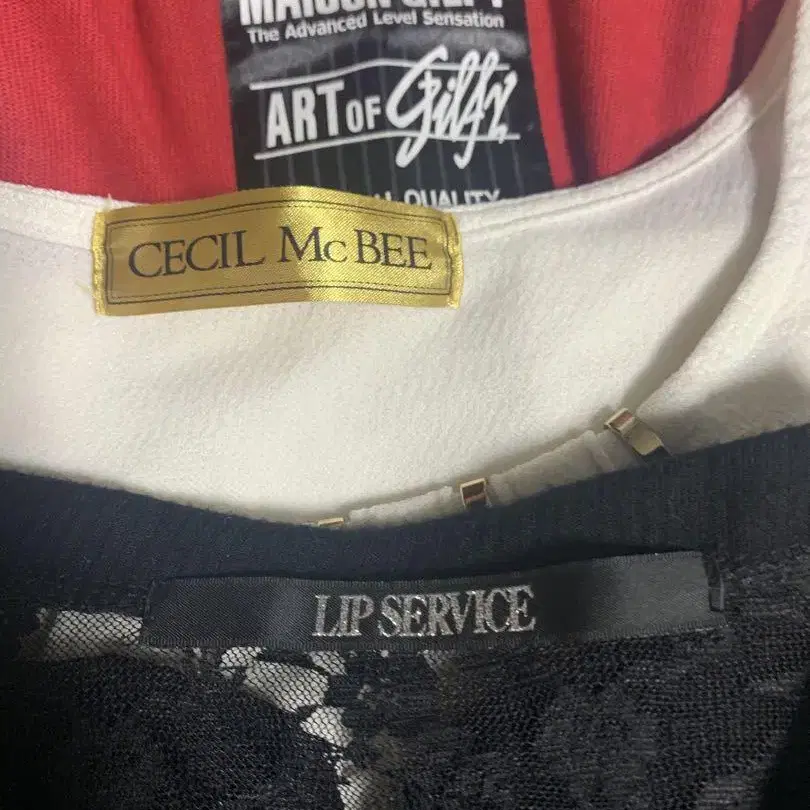 The Advanced Level Sensation
ART OF Gilfy
QUALITY
CECIL MC BEE
LIP SERVICE